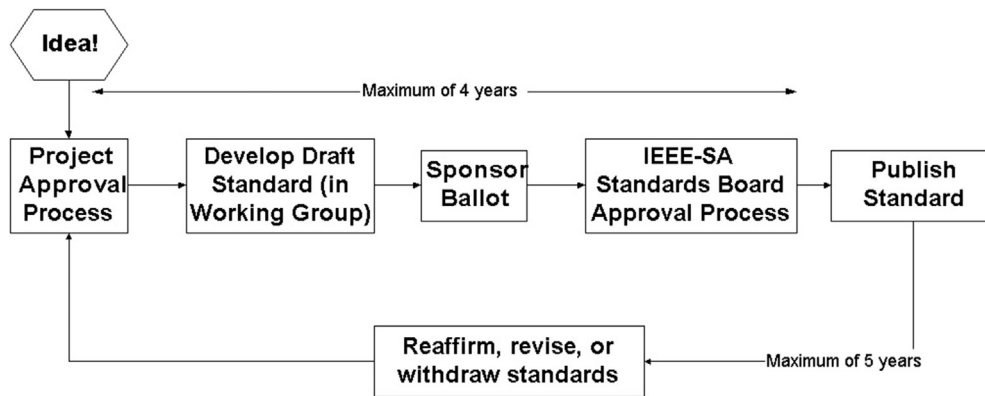 Idea!
Maximum of 4 years
Project
Approval
Process
Develop Draft
Standard (in
Working Group)
Sponsor
Ballot
IEEE-SA
Standards Board
Approval Process
Publish
Standard
Reaffirm, revise, or
withdraw standards
Maximum of 5 years